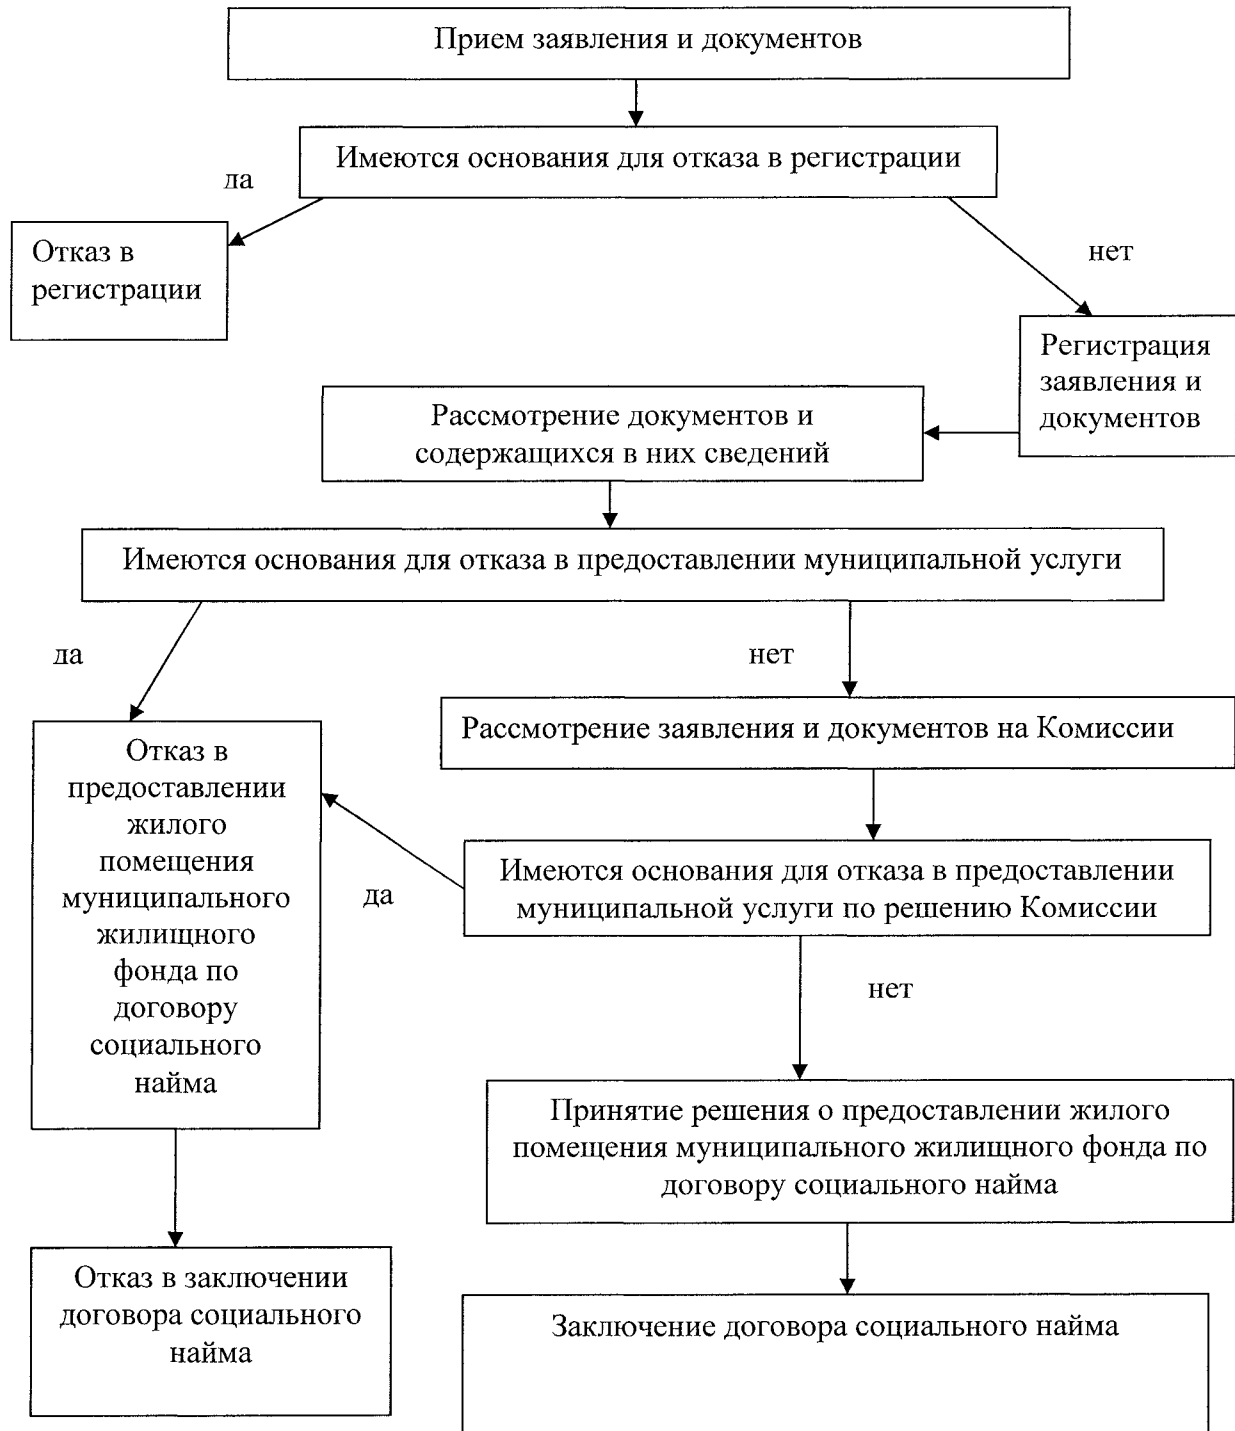 Прием заявления и документов
Имеются основания для отказа в регистрации
да
Отказ в
регистрации
нет
Регистрация
заявления и
документов
Рассмотрение документов и
содержащихся в них сведений
Имеются основания для отказа в предоставлении муниципальной услуги
да
нет
Рассмотрение заявления и документов на Комиссии
Отказ в
предоставлении
жилого
помещения
муниципального
жилищного
фонда по
договору
социального
найма
да
Имеются основания для отказа в предоставлении
муниципальной услуги по решению Комиссии
нет
Принятие решения о предоставлении жилого
помещения муниципального жилищного фонда по
договору социального найма
Отказ в заключении
договора социального
найма
Заключение договора социального найма